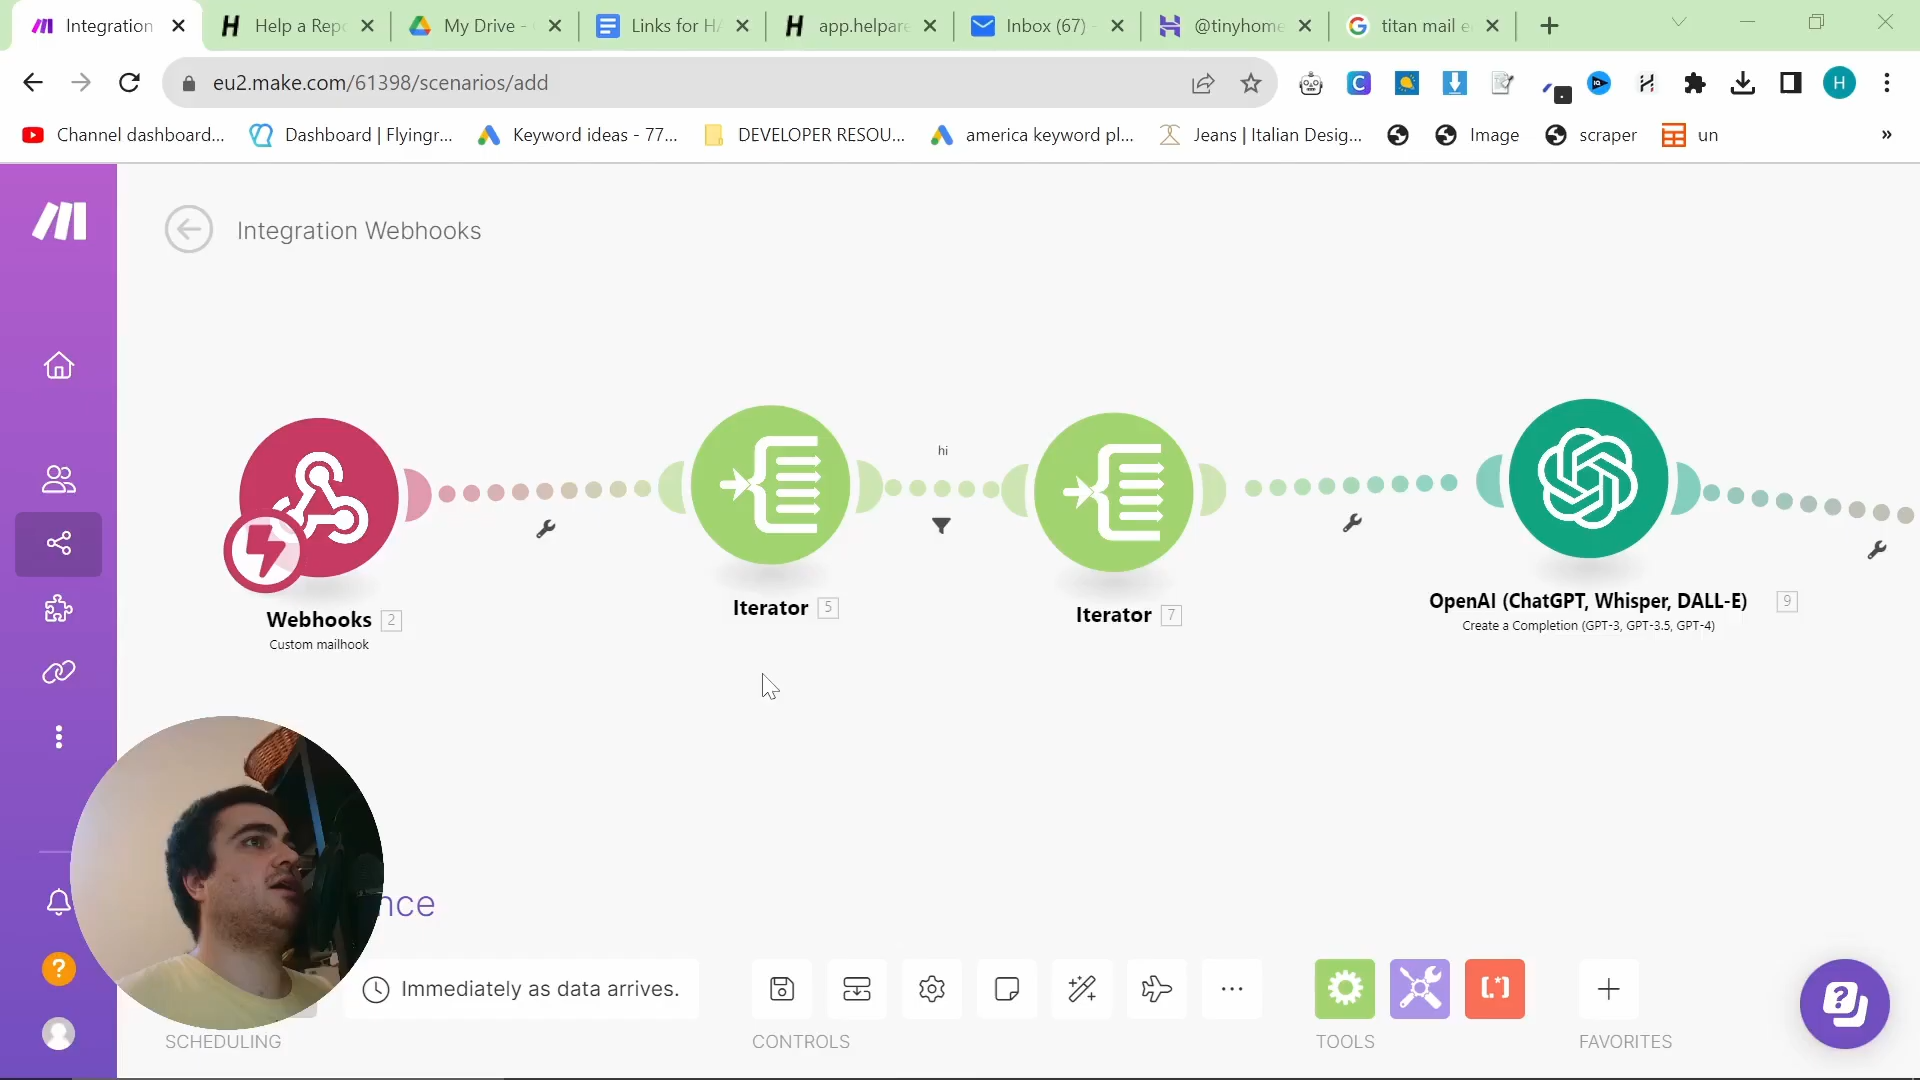 Integration
Help a Repo
My Drive -
Links for HA
app.helpare
Inbox (67) -
@tinyhome
titan mail e
eu2.make.com/61398/scenarios/add
H
Channel dashboard...
Dashboard | Flyingr...
Keyword ideas - 77...
DEVELOPER RESOU...
america keyword pl...
Jeans | Italian Desig...
Image
scraper
un
»
Integration Webhooks
hi
Webhooks 2
Custom mailhook
Iterator 5
Iterator 7
OpenAI (ChatGPT, Whisper, DALL-E) 9
Create a Completion (GPT-3, GPT-3.5, GPT-4)
nce
Immediately as data arrives.
SCHEDULING
CONTROLS
TOOLS
FAVORITES